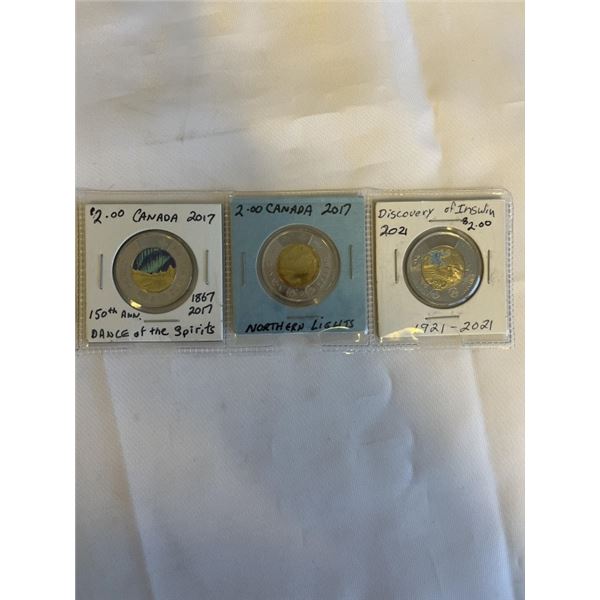 $2.00 CANADA 2017
150th ANN.
1867
2017
DANCE of the Spirits
2.00 CANADA 2017
NORTHERN LIGHTS
Discovery of Inswin
2021 $2.00
1921-2021